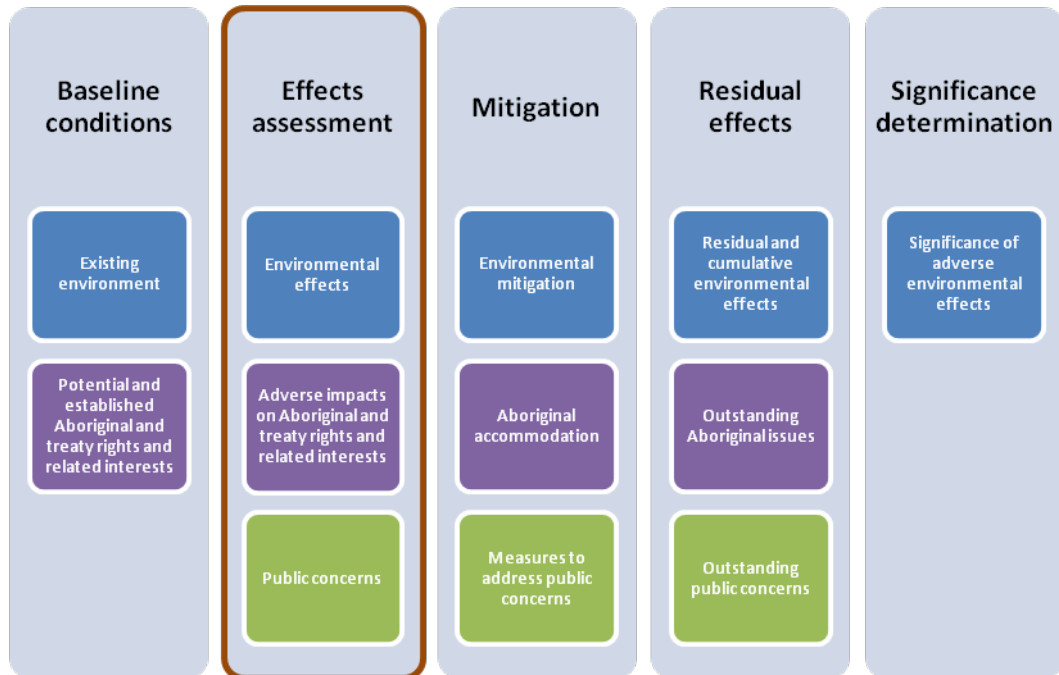 Baseline
conditions
Existing
environment
Potential and
established
Aboriginal and
treaty rights and
related interests
Effects
assessment
Environmental
effects
Adverse impacts
on Aboriginal and
treaty rights and
related interests
Public concerns
Mitigation
Environmental
mitigation
Aboriginal
accommodation
Measures to
address public
concerns
Residual
effects
Residual and
cumulative
environmental
effects
Outstanding
Aboriginal issues
Outstanding
public concerns
Significance
determination
Significance of
adverse
environmental
effects